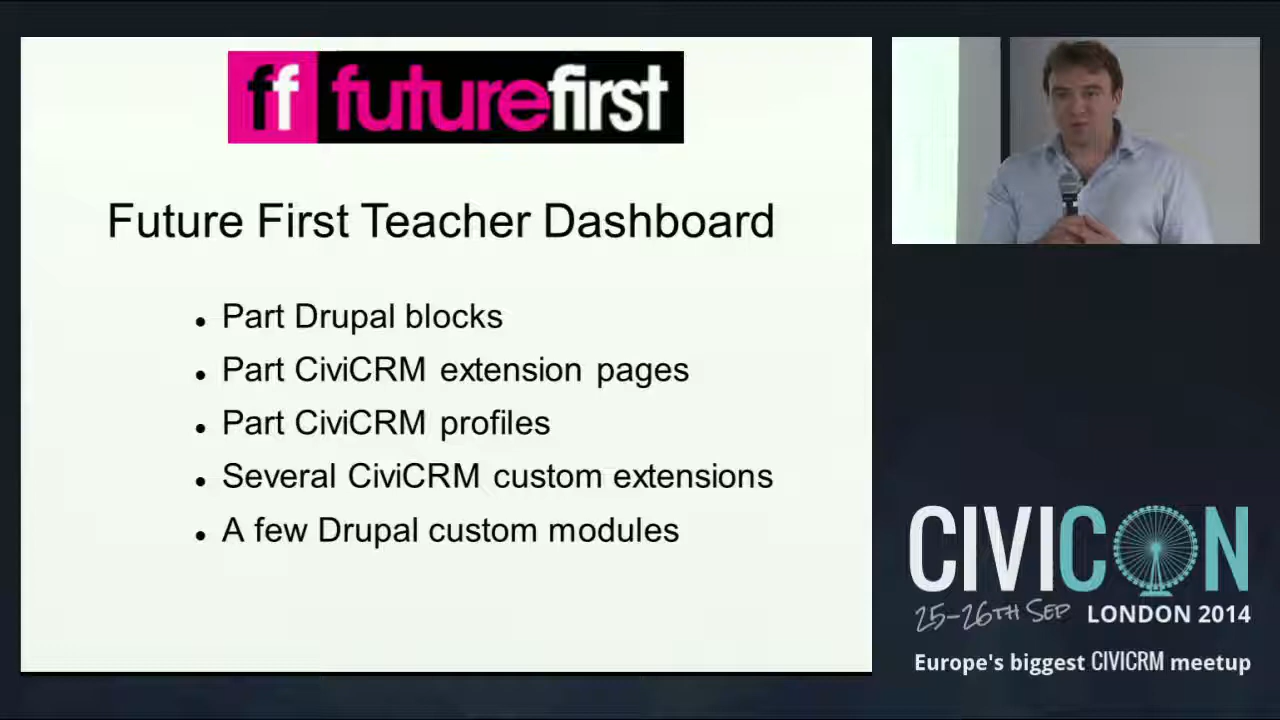 ff futurefirst
Future First Teacher Dashboard
Part Drupal blocks
Part CiviCRM extension pages
Part CiviCRM profiles
Several CiviCRM custom extensions
A few Drupal custom modules
CIVICON
25-26TH SEP LONDON 2014
Europe's biggest CIVICRM meetup